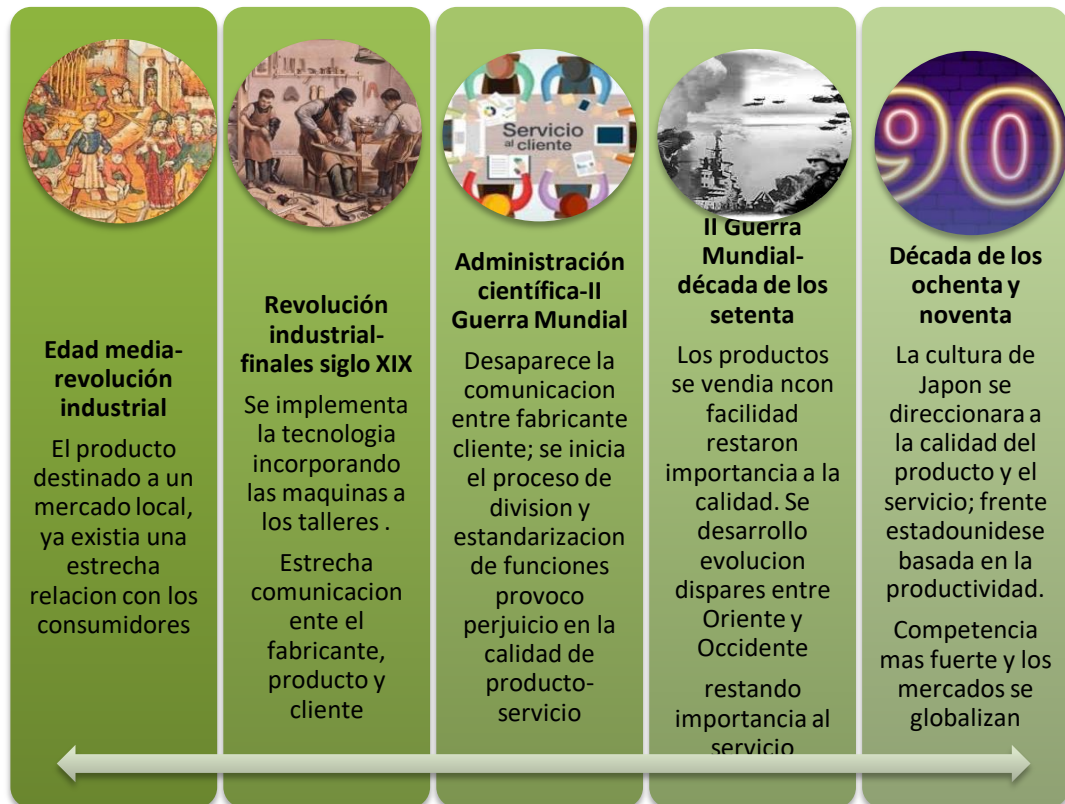 Edad media-
revolución
industrial
El producto
destinado a un
mercado local,
ya existia una
estrecha
relacion con los
consumidores
Revolución
industrial-
finales siglo XIX
Se implementa
la tecnologia
incorporando
las maquinas a
los talleres .
Estrecha
comunicacion
ente el
fabricante,
producto y
cliente
Servicio
al cliente
Administración
científica-II
Guerra Mundial
Desaparece la
comunicacion
entre fabricante
cliente; se inicia
el proceso de
division y
estandarizacion
de funciones
provoco
perjuicio en la
calidad de
producto-
servicio
II Guerra
Mundial-
década de los
setenta
Los productos
se vendia ncon
facilidad
restaron
importancia a la
calidad. Se
desarrollo
evolucion
dispares entre
Oriente y
Occidente
restando
importancia al
servicio
90
Década de los
ochenta y
noventa
La cultura de
Japon se
direccionara a
la calidad del
producto y el
servicio; frente
estadounidese
basada en la
productividad.
Competencia
mas fuerte y los
mercados se
globalizan